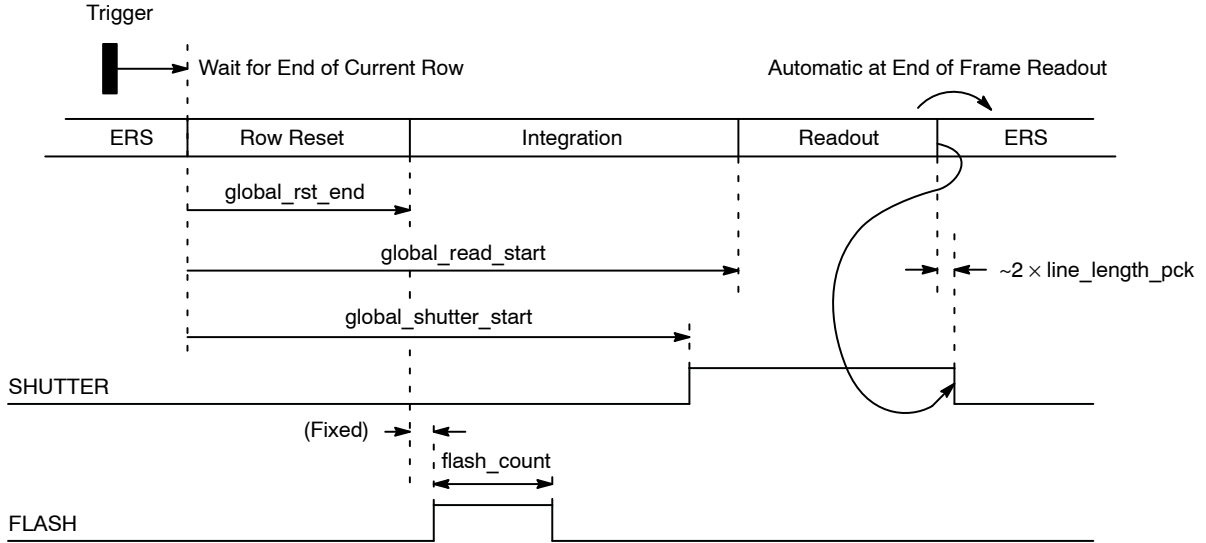 Trigger
Wait for End of Current Row
Automatic at End of Frame Readout
ERS
Row Reset
Integration
Readout
ERS
global_rst_end
global_read_start
~2 × line_length_pck
global_shutter_start
SHUTTER
(Fixed)
flash_count
FLASH